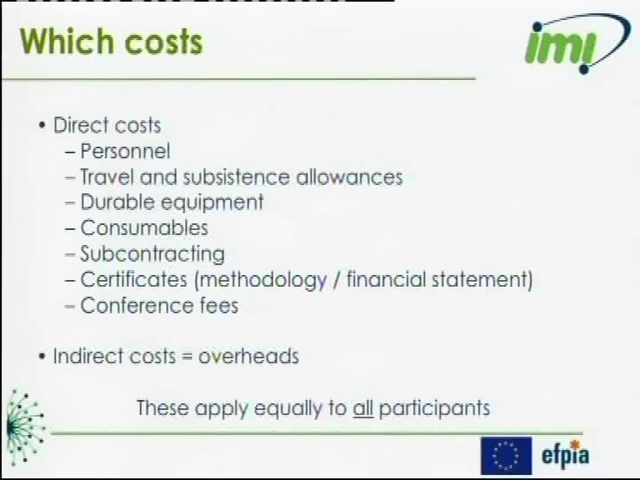 Which costs
imi
• Direct costs
– Personnel
– Travel and subsistence allowances
– Durable equipment
– Consumables
– Subcontracting
– Certificates (methodology / financial statement)
– Conference fees
• Indirect costs = overheads
These apply equally to all participants
efpia